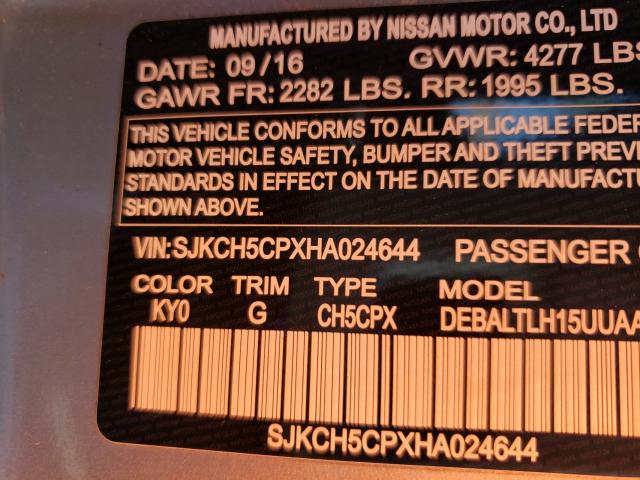 MANUFACTURED BY NISSAN MOTOR CO., LTD
DATE: 09/16 GVWR: 4277 LBS
GAWR FR: 2282 LBS. RR: 1995 LBS.
THIS VEHICLE CONFORMS TO ALL APPLICABLE FEDER
MOTOR VEHICLE SAFETY, BUMPER AND THEFT PREVE
STANDARDS IN EFFECT ON THE DATE OF MANUFACTU
SHOWN ABOVE.
VIN:SJKCH5CPXHA024644 PASSENGER
COLOR TRIM TYPE MODEL
KY0 G CH5CPX DEBALTLH15UUAA
SJKCH5CPXHA024644